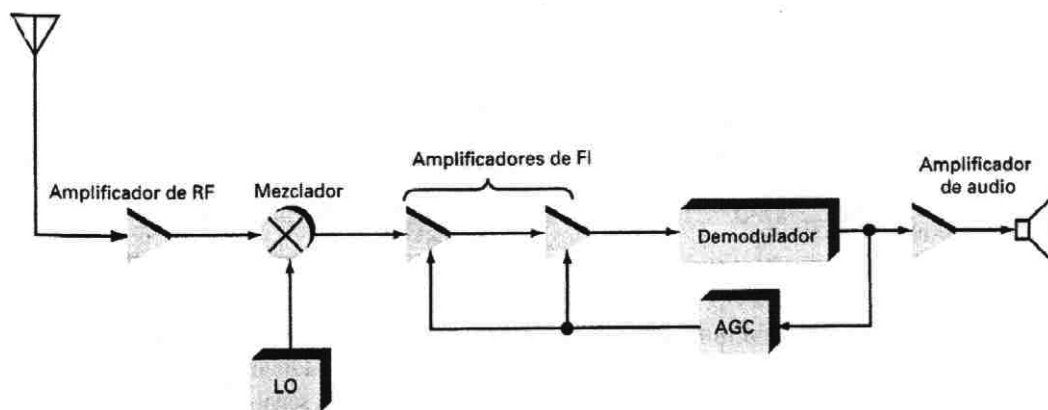 Amplificador de RF
Mezclador
Amplificadores de FI
Demodulador
Amplificador
de audio
AGC
LO